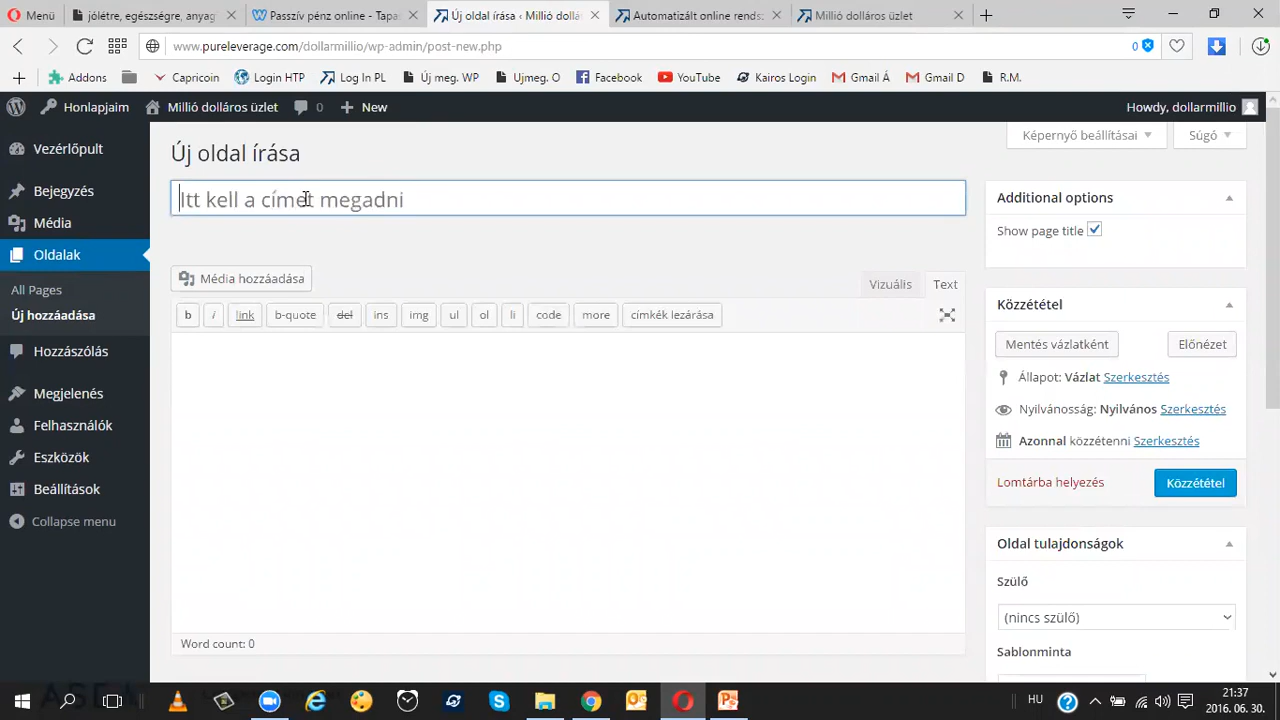 Menü
jólétre, egészségre, anyag
Passzív pénz online - Tapa
Új oldal írása ‹ Millió dollá
Automatizált online rends
Millió dolláros üzlet
www.pureleverage.com/dollarmillio/wp-admin/post-new.php
0
Addons
Capricoin
Login HTP
Log In PL
Új meg. WP
Ujmeg. O
Facebook
YouTube
Kairos Login
Gmail Á
Gmail D
R.M.
Honlapjaim
Millió dolláros üzlet
0
New
Howdy, dollarmillio
Képernyő beállításai
Súgó
Vezérlőpult
Bejegyzés
Média
Oldalak
All Pages
Új hozzáadása
Hozzászólás
Megjelenés
Felhasználók
Eszközök
Beállítások
Collapse menu
Új oldal írása
Itt kell a címet megadni
Média hozzáadása
Vizuális
Text
b
i
link
b-quote
del
ins
img
ul
ol
li
code
more
címkék lezárása
Word count: 0
Additional options
Show page title
Közzététel
Mentés vázlatként
Előnézet
Állapot: Vázlat Szerkesztés
Nyilvánosság: Nyilvános Szerkesztés
Azonnal közzétenni Szerkesztés
Lomtárba helyezés
Közzététel
Oldal tulajdonságok
Szülő
(nincs szülő)
Sablonminta
HU
21:37
2016. 06. 30.